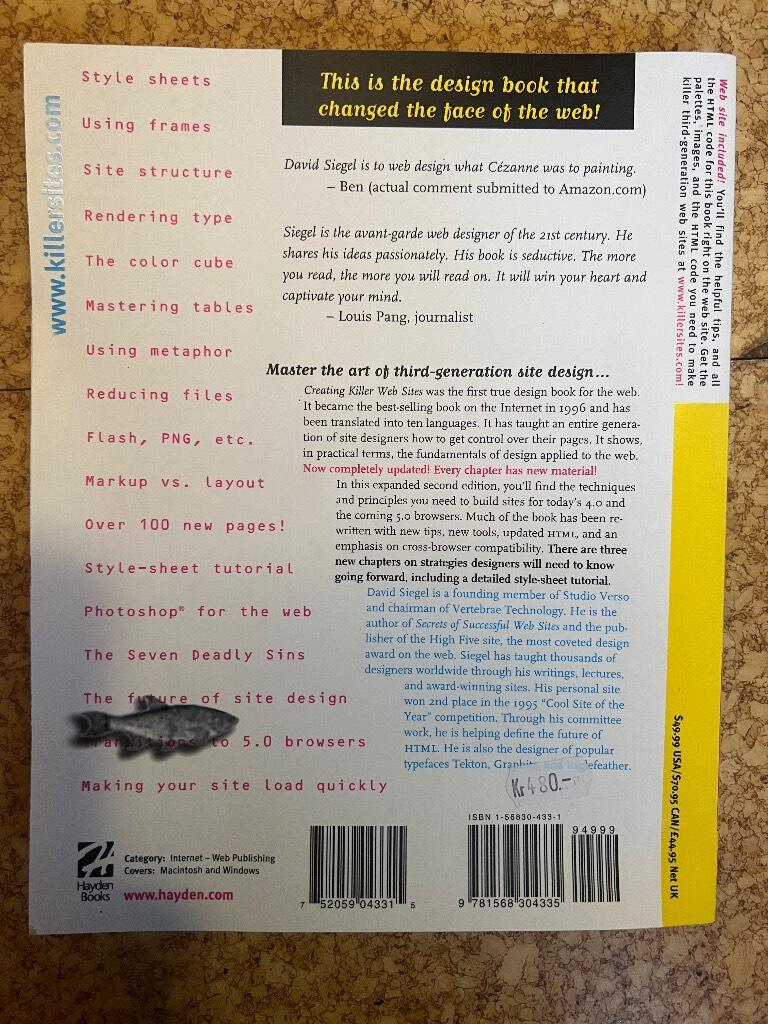 www.killersites.com
Style sheets
Using frames
Site structure
Rendering type
The color cube
Mastering tables
Using metaphor
Reducing files
Flash, PNG, etc.
Markup vs. layout
Over 100 new pages!
Style-sheet tutorial
Photoshop® for the web
The Seven Deadly Sins
The future of site design
Transitions to 5.0 browsers
Making your site load quickly
This is the design book that
changed the face of the web!
David Siegel is to web design what Cézanne was to painting.
– Ben (actual comment submitted to Amazon.com)
Siegel is the avant-garde web designer of the 21st century. He
shares his ideas passionately. His book is seductive. The more
you read, the more you will read on. It will win your heart and
captivate your mind.
– Louis Pang, journalist
Master the art of third-generation site design...
Creating Killer Web Sites was the first true design book for the web.
It became the best-selling book on the Internet in 1996 and has
been translated into ten languages. It has taught an entire genera-
tion of site designers how to get control over their pages. It shows,
in practical terms, the fundamentals of design applied to the web.
Now completely updated! Every chapter has new material!
In this expanded second edition, you'll find the techniques
and principles you need to build sites for today's 4.0 and
the coming 5.0 browsers. Much of the book has been re-
written with new tips, new tools, updated HTML, and an
emphasis on cross-browser compatibility. There are three
new chapters on strategies designers will need to know
going forward, including a detailed style-sheet tutorial.
David Siegel is a founding member of Studio Verso
and chairman of Vertebrae Technology. He is the
author of Secrets of Successful Web Sites and the pub-
lisher of the High Five site, the most coveted design
award on the web. Siegel has taught thousands of
designers worldwide through his writings, lectures,
and award-winning sites. His personal site
won 2nd place in the 1995 "Cool Site of the
Year" competition. Through his committee
work, he is helping define the future of
HTML. He is also the designer of popular
typefaces Tekton, Graphite
Kr 480.-
Web site included! You'll find the helpful tips, and all
the HTML code for this book right on the web site. Get the
palettes, images, and the HTML code you need to make
killer third-generation web sites at www.killersites.com!
$49.99 USA/$70.95 CAN/£44.95 Net UK
Hayden
Books
Category: Internet – Web Publishing
Covers: Macintosh and Windows
www.hayden.com
7 52059 04331 5
ISBN 1-56830-433-1
94999
9 781568 304335